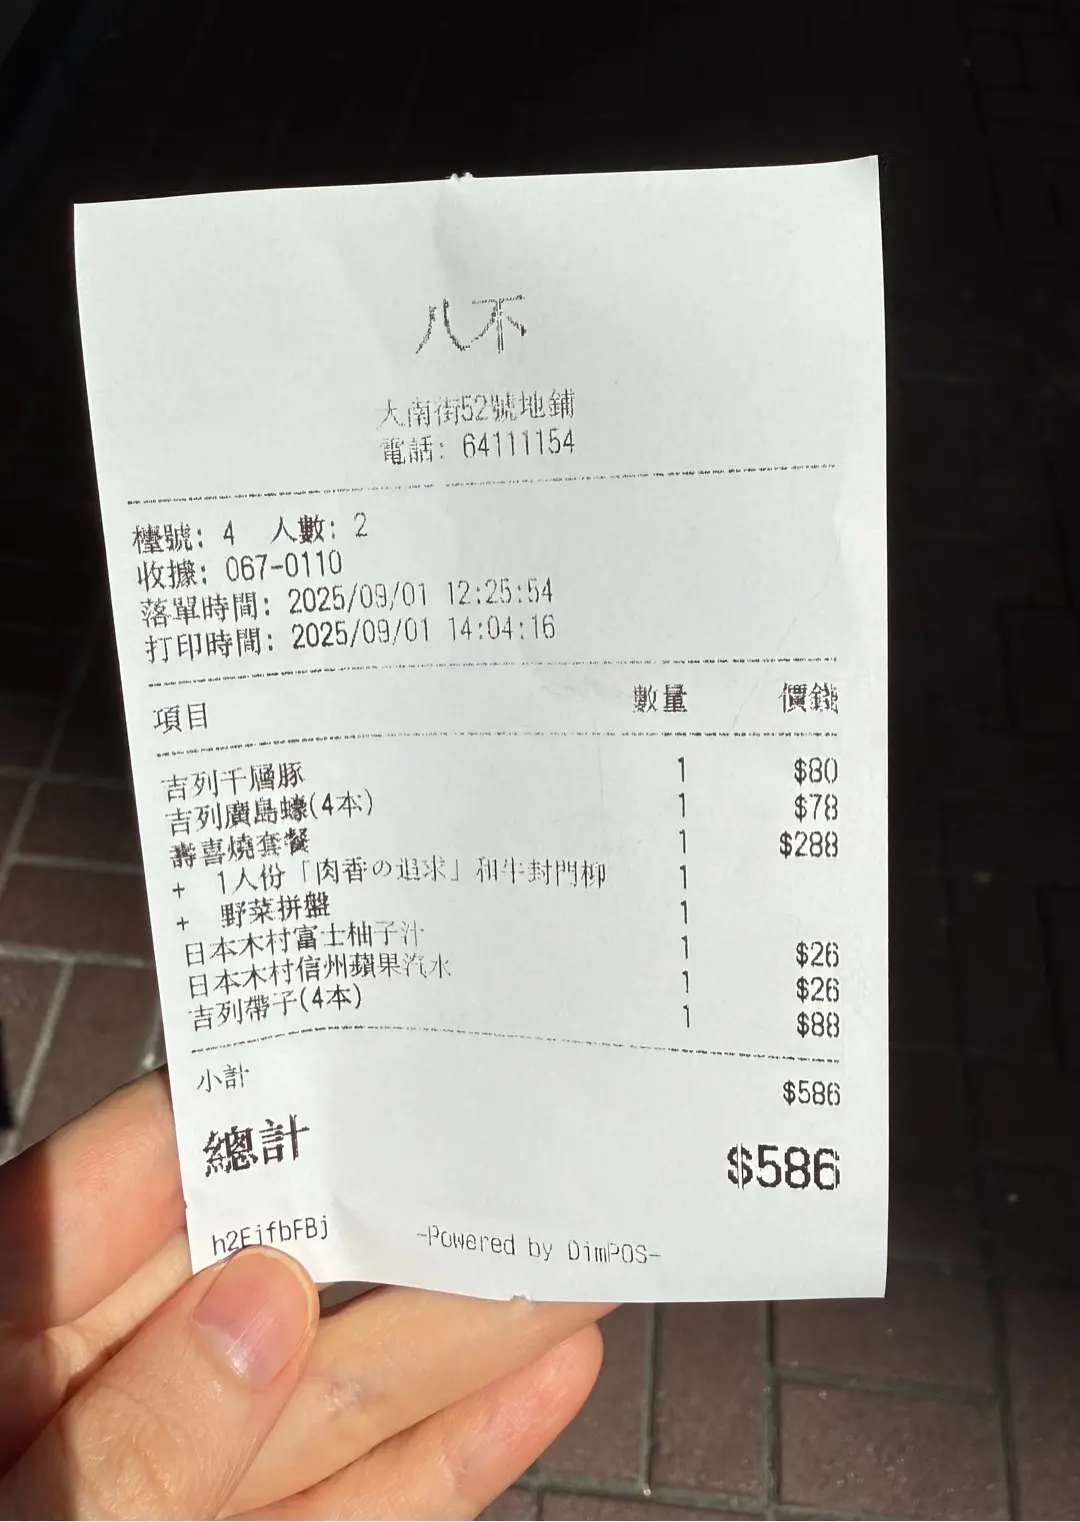 八不
大南街52號地鋪
電話: 64111154
檯號: 4 人數: 2
收據: 067-0110
落單時間: 2025/09/01 12:25:54
打印時間: 2025/09/01 14:04:16
項目 數量 價錢
吉列千層豚 1 $80
吉列廣島蠔(4本) 1 $78
壽喜燒套餐 1 $288
+ 1人份「肉香の追求」和牛封門柳 1
+ 野菜拼盤 1
日本木村富士柚子汁 1 $26
日本木村信州蘋果汽水 1 $26
吉列帶子(4本) 1 $88
小計 $586
總計 $586
h2EjfbFBj -Powered by DimPOS-